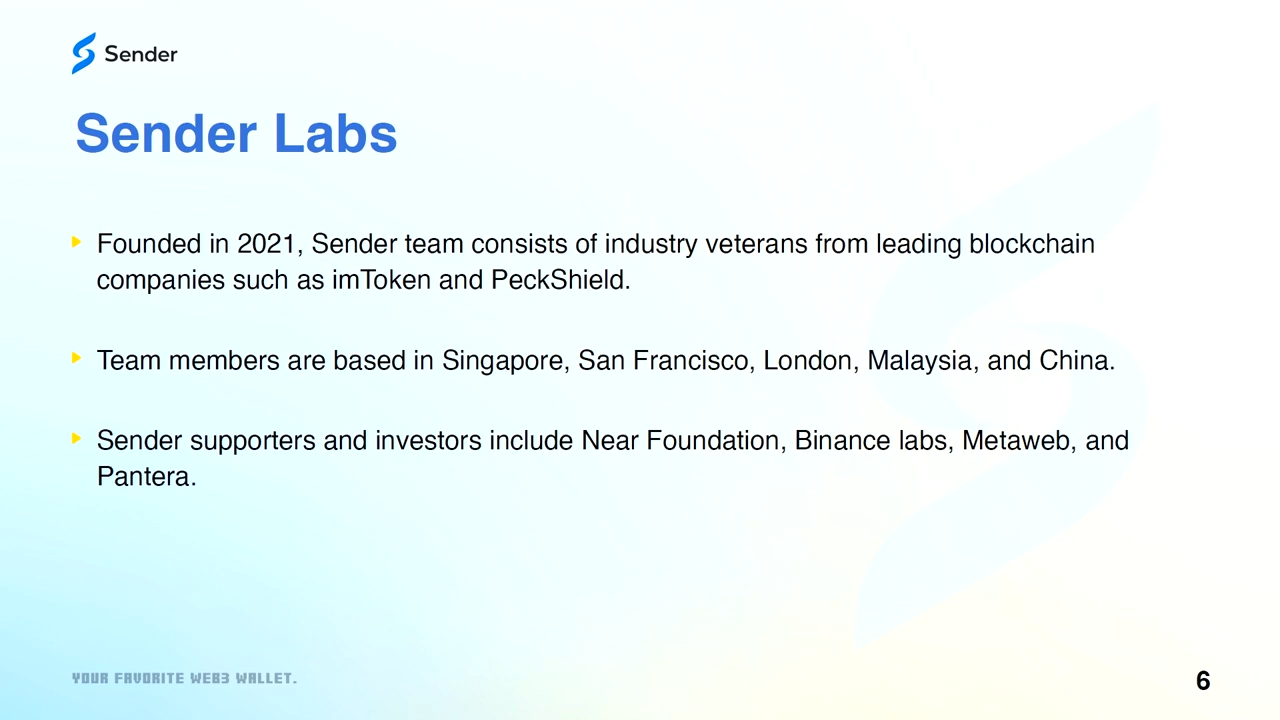 Sender
Sender Labs
Founded in 2021, Sender team consists of industry veterans from leading blockchain
companies such as imToken and PeckShield.
Team members are based in Singapore, San Francisco, London, Malaysia, and China.
Sender supporters and investors include Near Foundation, Binance labs, Metaweb, and
Pantera.
YOUR FAVORITE WEB3 WALLET.
6